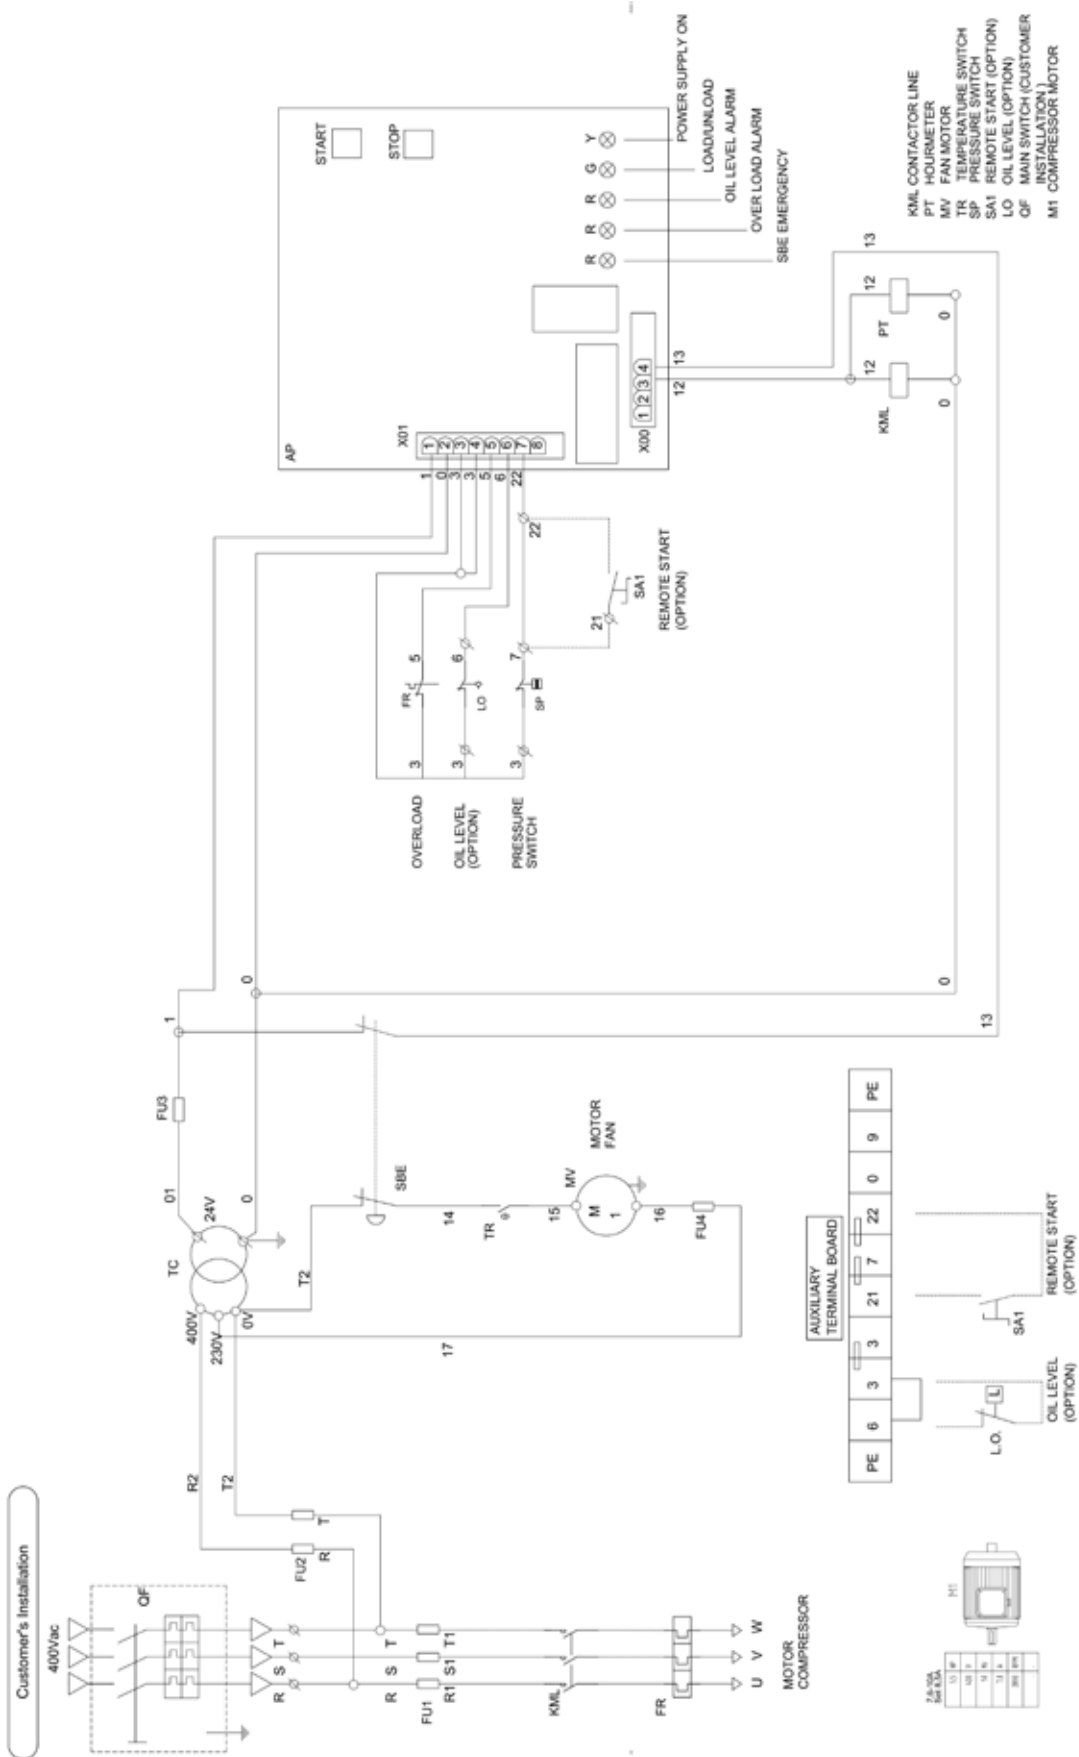 Customer's Installation
400Vac
QF
R
S
T
R
S
T
FU1
R1
S1
T1
KML
FR
U
V
W
MOTOR
COMPRESSOR
FU2
R
T
R2
T2
400V
230V
0V
TC
24V
01
0
FU3
1
0
T2
SBE
14
TR
15
MV
M
1
MOTOR
FAN
16
FU4
17
13
0
OVERLOAD
OIL LEVEL
(OPTION)
PRESSURE
SWITCH
3
FR
5
3
LO
6
3
SP
7
22
21
SA1
REMOTE START
(OPTION)
AP
START
STOP
X01
1
2
3
4
5
6
7
8
1
0
3
3
5
6
22
X00
1
2
3
4
12
13
R
R
R
G
Y
POWER SUPPLY ON
LOAD/UNLOAD
OIL LEVEL ALARM
OVER LOAD ALARM
SBE EMERGENCY
KML
12
0
PT
12
0
13
KML CONTACTOR LINE
PT HOURMETER
MV FAN MOTOR
TR TEMPERATURE SWITCH
SP PRESSURE SWITCH
SA1 REMOTE START (OPTION)
LO OIL LEVEL (OPTION)
QF MAIN SWITCH (CUSTOMER
INSTALLATION )
M1 COMPRESSOR MOTOR
AUXILIARY
TERMINAL BOARD
PE 6 3 3 21 7 22 0 9 PE
L.O.
L
OIL LEVEL
(OPTION)
SA1
REMOTE START
(OPTION)